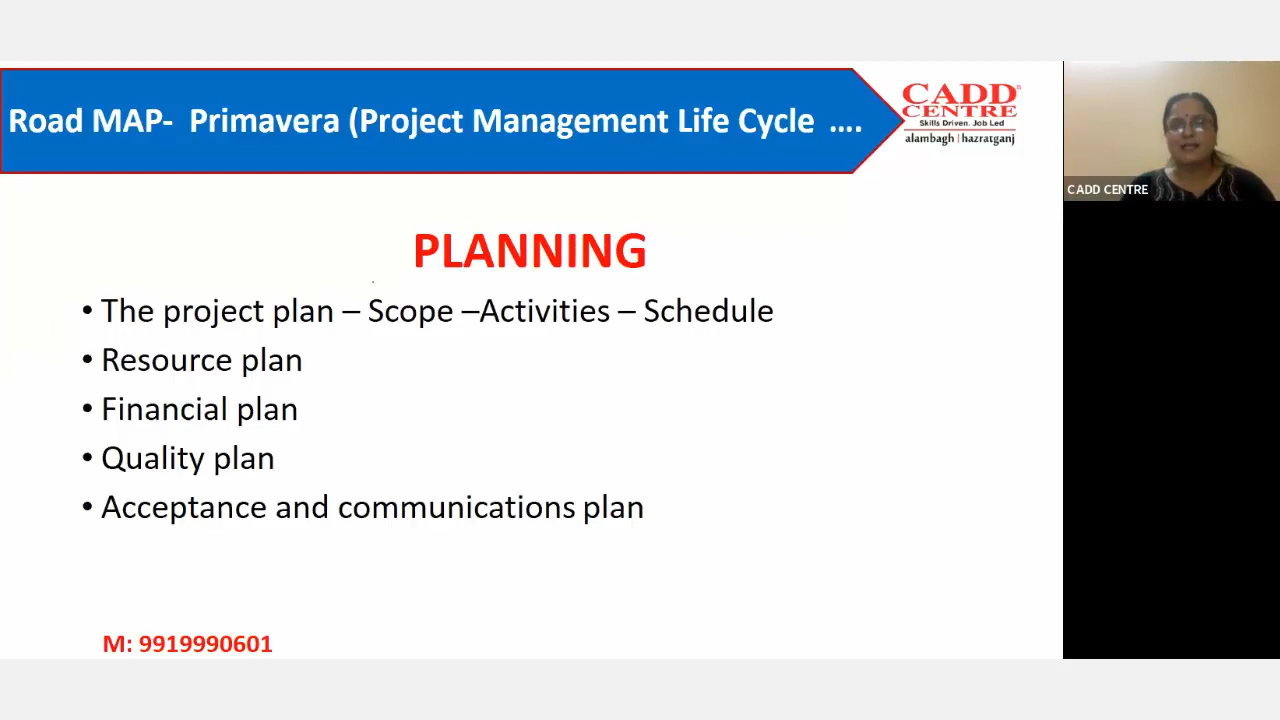 Road MAP-  Primavera (Project Management Life Cycle  ....
CADD
CENTRE
Skills Driven. Job Led
alambagh | hazratganj
CADD CENTRE
PLANNING
• The project plan – Scope –Activities – Schedule
• Resource plan
• Financial plan
• Quality plan
• Acceptance and communications plan
M: 9919990601